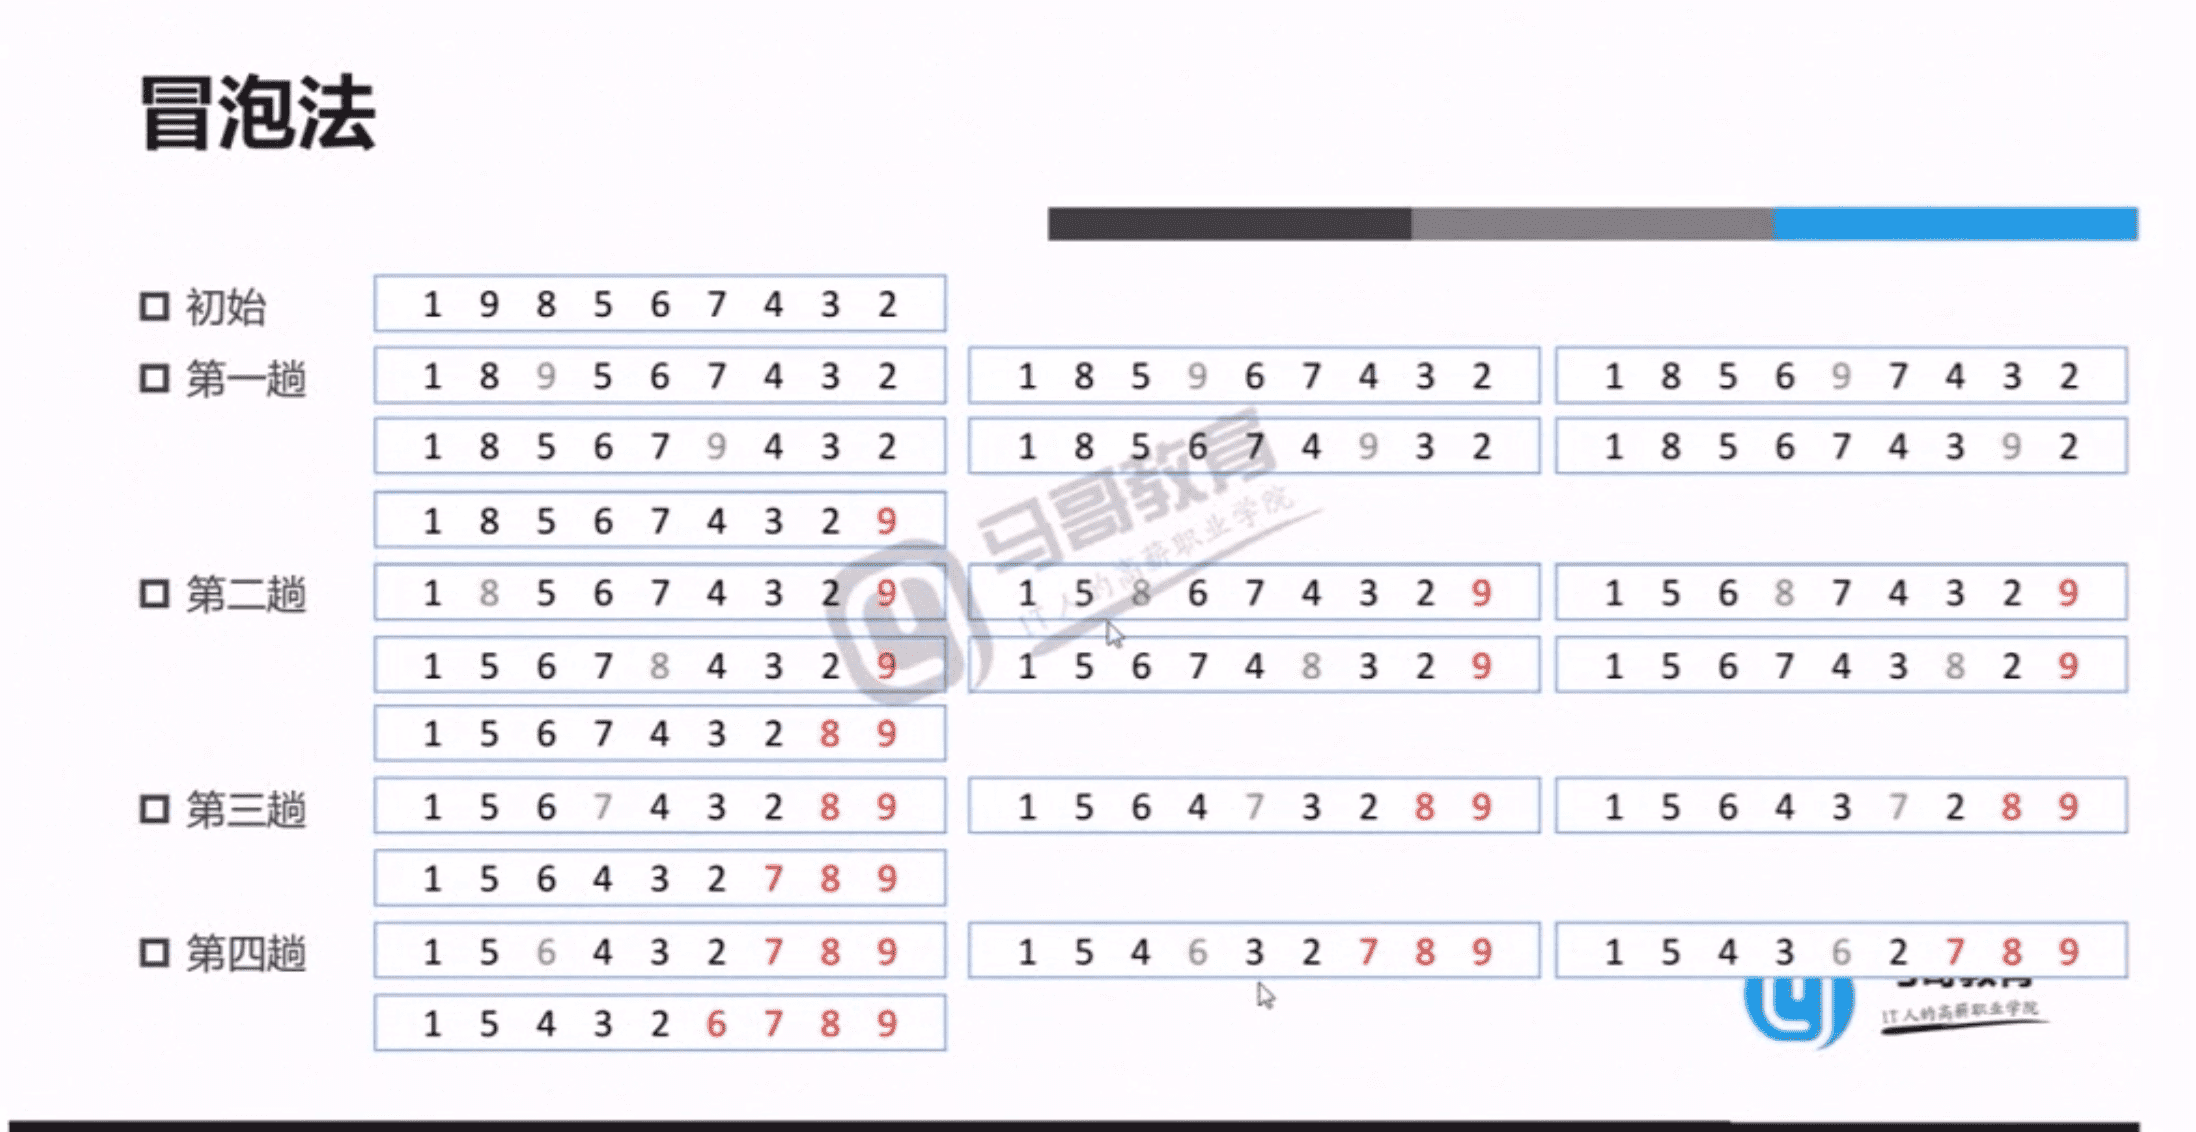 冒泡法
初始 1 9 8 5 6 7 4 3 2
第一趟 1 8 9 5 6 7 4 3 2 1 8 5 9 6 7 4 3 2 1 8 5 6 9 7 4 3 2
1 8 5 6 7 9 4 3 2 1 8 5 6 7 4 9 3 2 1 8 5 6 7 4 3 9 2
1 8 5 6 7 4 3 2 9
第二趟 1 8 5 6 7 4 3 2 9 1 5 8 6 7 4 3 2 9 1 5 6 8 7 4 3 2 9
1 5 6 7 8 4 3 2 9 1 5 6 7 4 8 3 2 9 1 5 6 7 4 3 8 2 9
1 5 6 7 4 3 2 8 9
第三趟 1 5 6 7 4 3 2 8 9 1 5 6 4 7 3 2 8 9 1 5 6 4 3 7 2 8 9
1 5 6 4 3 2 7 8 9
第四趟 1 5 6 4 3 2 7 8 9 1 5 4 6 3 2 7 8 9 1 5 4 3 6 2 7 8 9
1 5 4 3 2 6 7 8 9
马哥教育
IT人的高薪职业学院
马哥教育
IT人的高薪职业学院